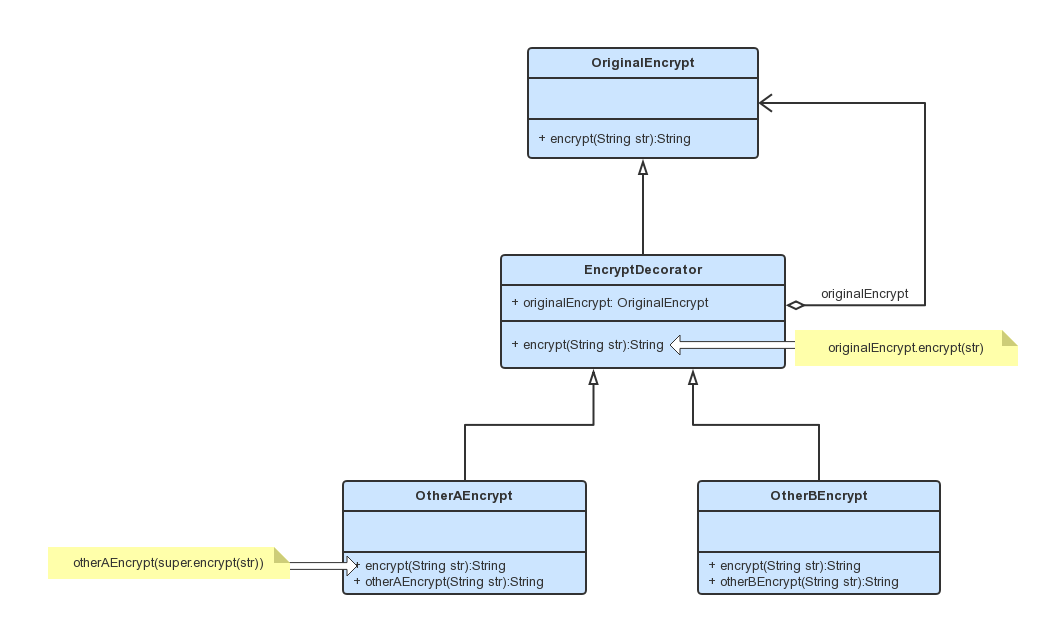 OriginalEncrypt
+ encrypt(String str):String
EncryptDecorator
+ originalEncrypt: OriginalEncrypt
+ encrypt(String str):String
originalEncrypt
originalEncrypt.encrypt(str)
OtherAEncrypt
+ encrypt(String str):String
+ otherAEncrypt(String str):String
otherAEncrypt(super.encrypt(str))
OtherBEncrypt
+ encrypt(String str):String
+ otherBEncrypt(String str):String